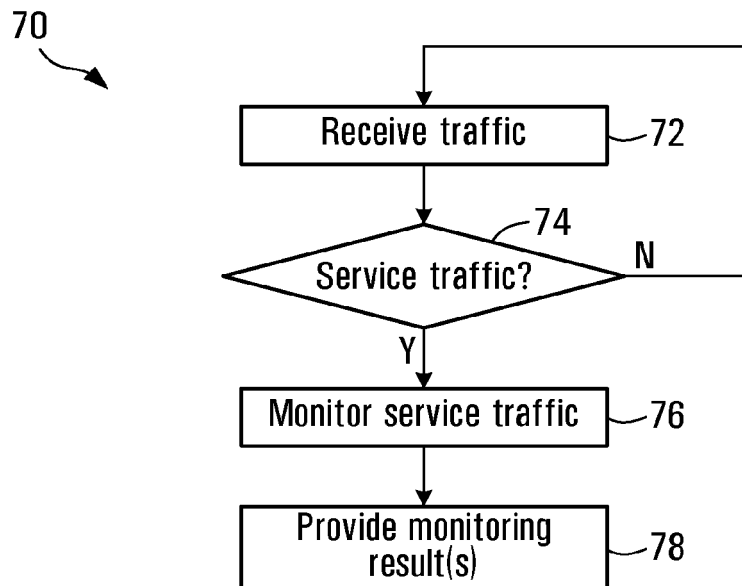 70
Receive traffic
72
74
Service traffic?
N
Y
Monitor service traffic
76
Provide monitoring
result(s)
78